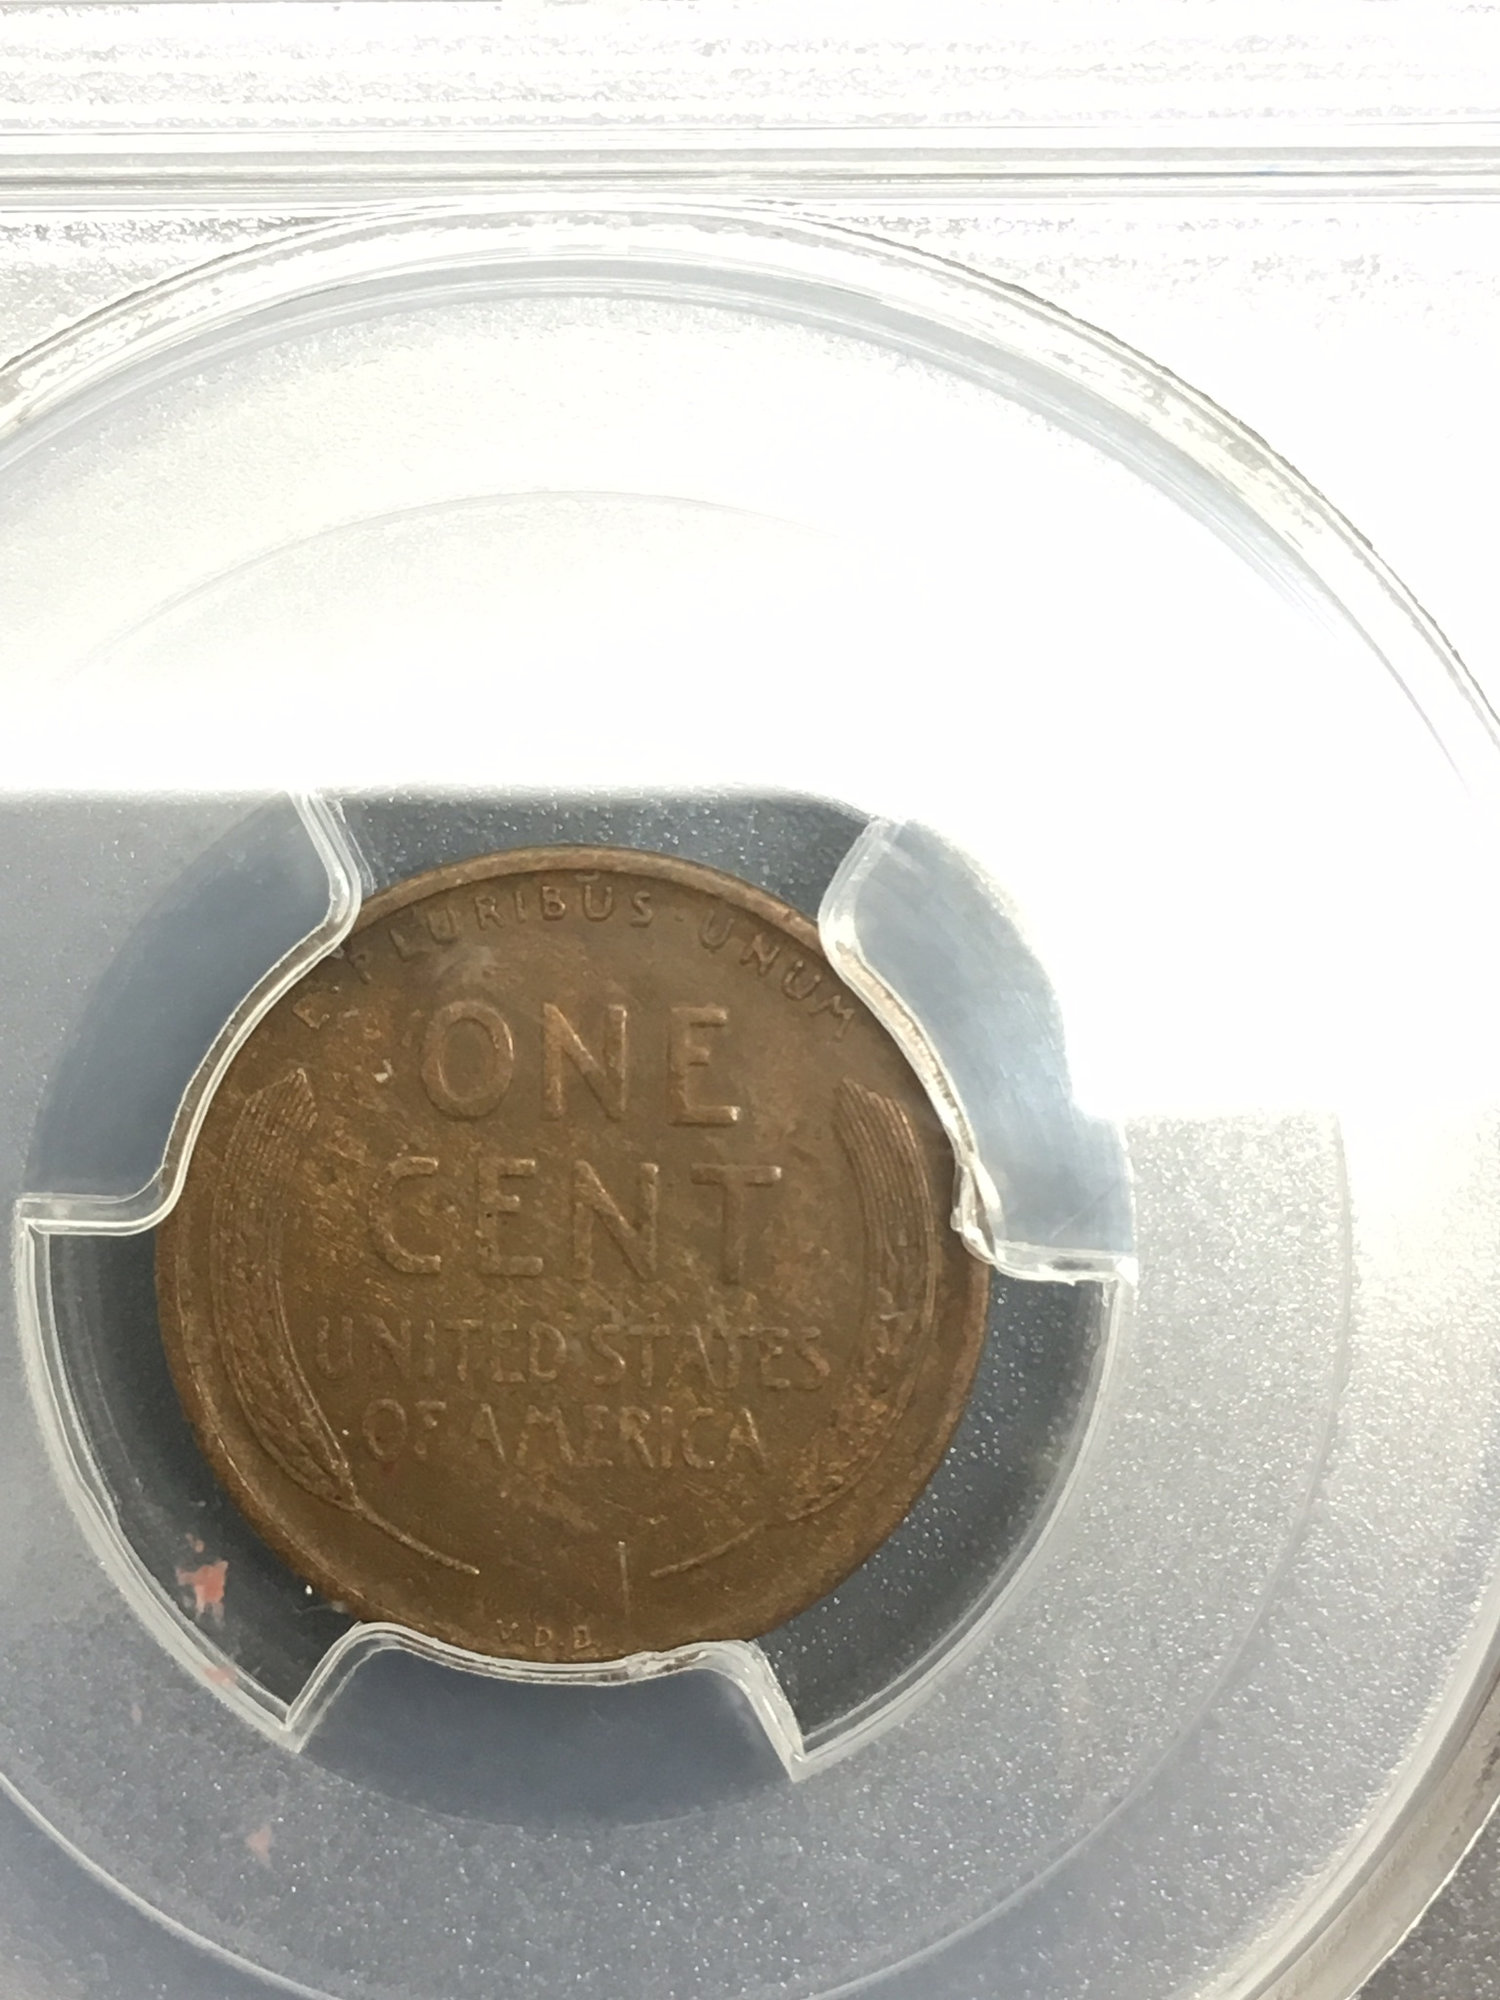 E·PLURIBUS·UNUM
ONE
CENT
UNITED STATES
OF AMERICA
V.D.B.